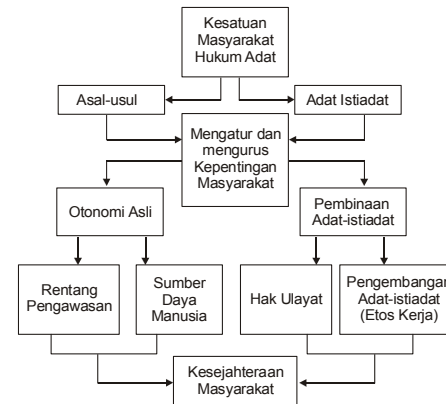 Kesatuan
Masyarakat
Hukum Adat
Asal-usul
Adat Istiadat
Mengatur dan
mengurus
Kepentingan
Masyarakat
Otonomi Asli
Pembinaan
Adat-istiadat
Rentang
Pengawasan
Sumber
Daya
Manusia
Hak Ulayat
Pengembangan
Adat-istiadat
(Etos Kerja)
Kesejahteraan
Masyarakat